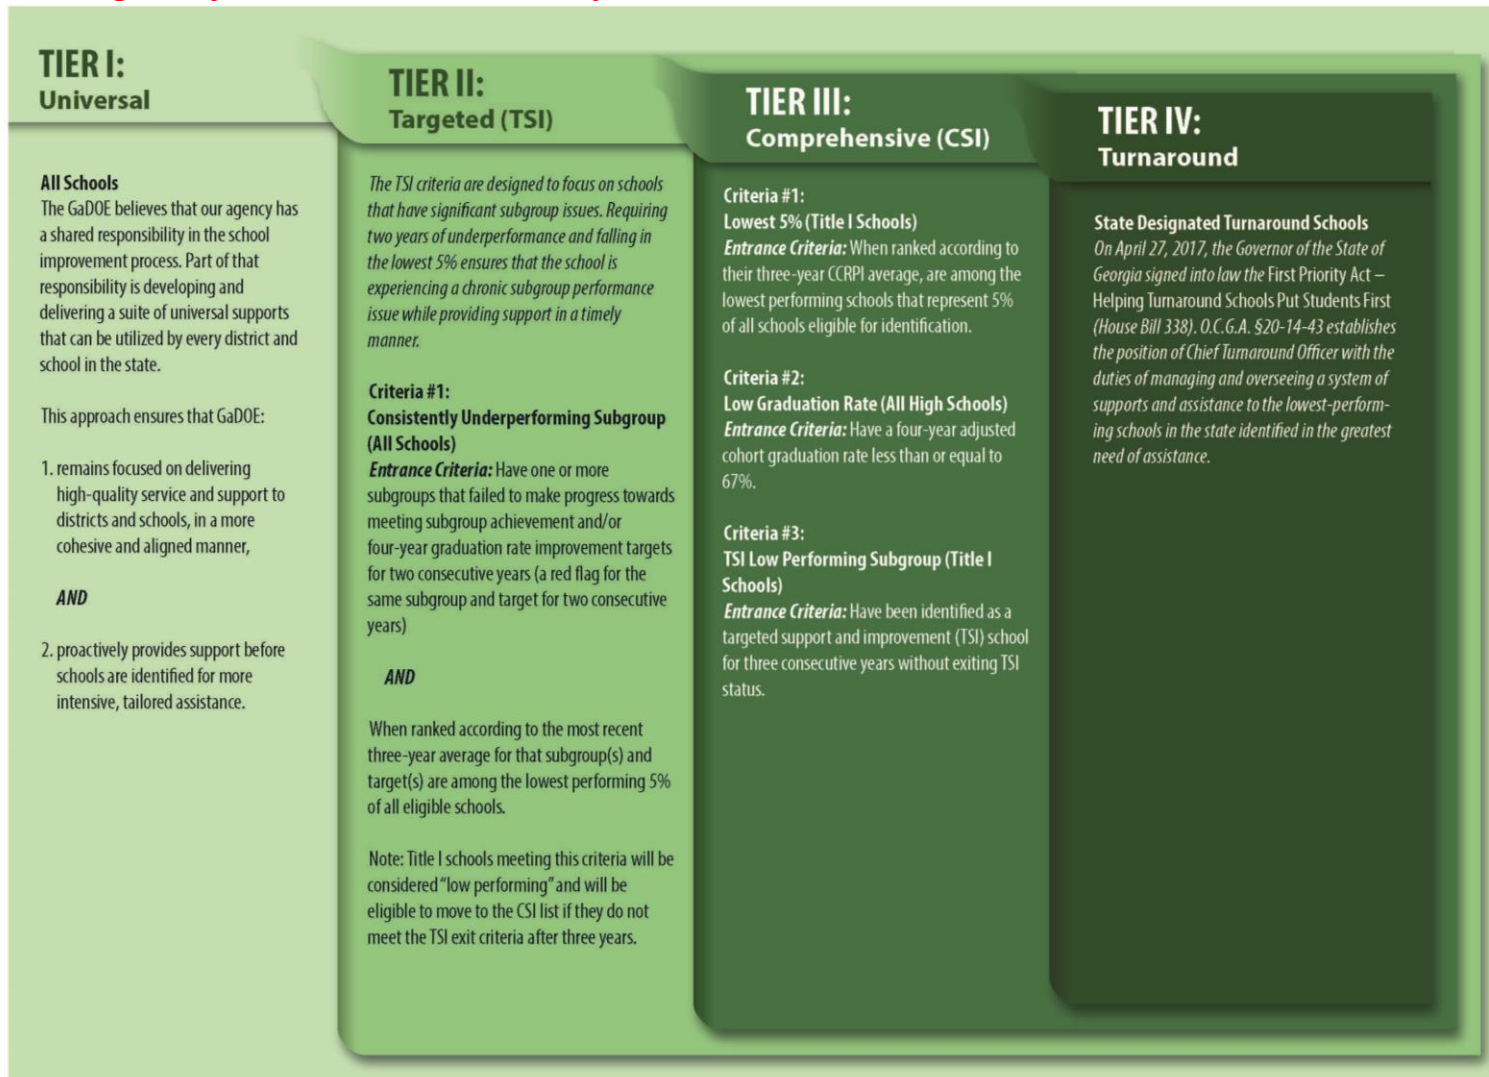 TIER I:
Universal
All Schools
The GaDOE believes that our agency has
a shared responsibility in the school
improvement process. Part of that
responsibility is developing and
delivering a suite of universal supports
that can be utilized by every district and
school in the state.
This approach ensures that GaDOE:
1. remains focused on delivering
high-quality service and support to
districts and schools, in a more
cohesive and aligned manner,
AND
2. proactively provides support before
schools are identified for more
intensive, tailored assistance.
TIER II:
Targeted (TSI)
The TSI criteria are designed to focus on schools
that have significant subgroup issues. Requiring
two years of underperformance and falling in
the lowest 5% ensures that the school is
experiencing a chronic subgroup performance
issue while providing support in a timely
manner.
Criteria #1:
Consistently Underperforming Subgroup
(All Schools)
Entrance Criteria: Have one or more
subgroups that failed to make progress towards
meeting subgroup achievement and/or
four-year graduation rate improvement targets
for two consecutive years (a red flag for the
same subgroup and target for two consecutive
years)
AND
When ranked according to the most recent
three-year average for that subgroup(s) and
target(s) are among the lowest performing 5%
of all eligible schools.
Note: Title I schools meeting this criteria will be
considered "low performing" and will be
eligible to move to the CSI list if they do not
meet the TSI exit criteria after three years.
TIER III:
Comprehensive (CSI)
Criteria #1:
Lowest 5% (Title I Schools)
Entrance Criteria: When ranked according to
their three-year CCRPI average, are among the
lowest performing schools that represent 5%
of all schools eligible for identification.
Criteria #2:
Low Graduation Rate (All High Schools)
Entrance Criteria: Have a four-year adjusted
cohort graduation rate less than or equal to
67%.
Criteria #3:
TSI Low Performing Subgroup (Title I
Schools)
Entrance Criteria: Have been identified as a
targeted support and improvement (TSI) school
for three consecutive years without exiting TSI
status.
TIER IV:
Turnaround
State Designated Turnaround Schools
On April 27, 2017, the Governor of the State of
Georgia signed into law the First Priority Act –
Helping Turnaround Schools Put Students First
(House Bill 338). O.C.G.A. §20-14-43 establishes
the position of Chief Turnaround Officer with the
duties of managing and overseeing a system of
supports and assistance to the lowest-perform-
ing schools in the state identified in the greatest
need of assistance.